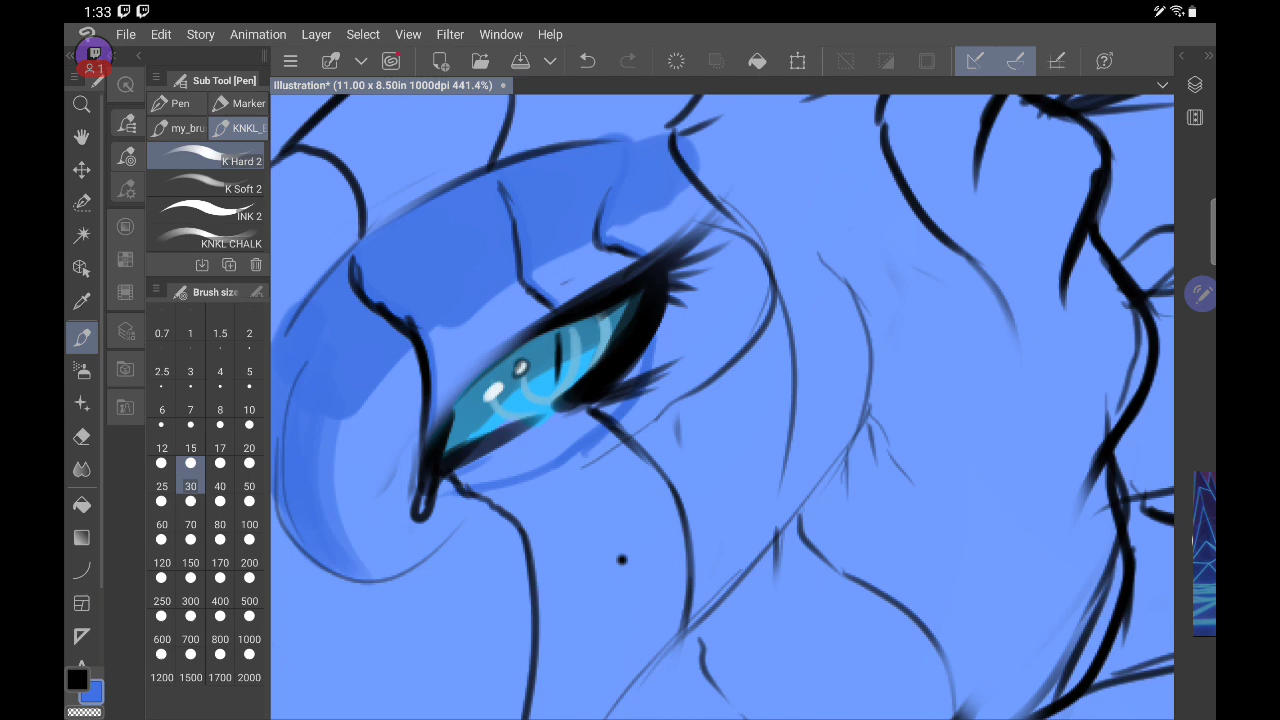 1:33
File Edit Story Animation Layer Select View Filter Window Help
1
Sub Tool [Pen]
Illustration* (11.00 x 8.50in 1000dpi 441.4%)
Pen Marker
my_bru KNKL_E
K Hard 2
K Soft 2
INK 2
KNKL CHALK
Brush size
0.7 1 1.5 2
2.5 3 4 5
6 7 8 10
12 15 17 20
25 30 40 50
60 70 80 100
120 150 170 200
250 300 400 500
600 700 800 1000
1200 1500 1700 2000